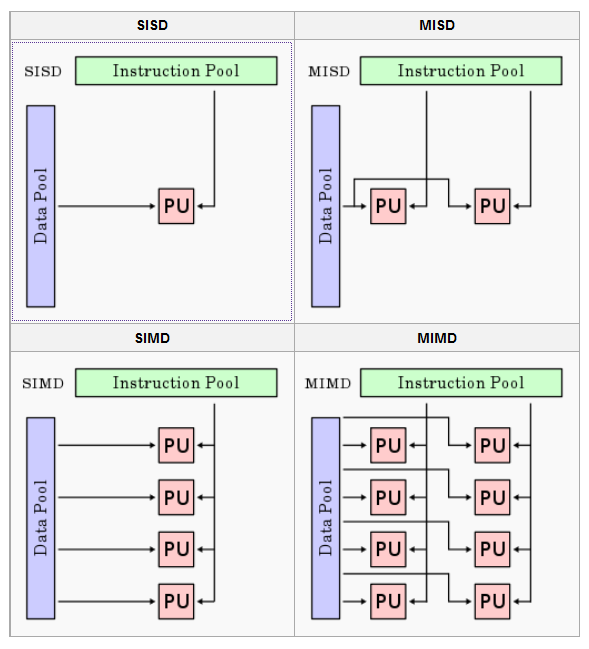 SISD
MISD
SISD
Instruction Pool
Data Pool
PU
MISD
Instruction Pool
Data Pool
PU
PU
SIMD
MIMD
SIMD
Instruction Pool
Data Pool
PU
PU
PU
PU
MIMD
Instruction Pool
Data Pool
PU
PU
PU
PU
PU
PU
PU
PU